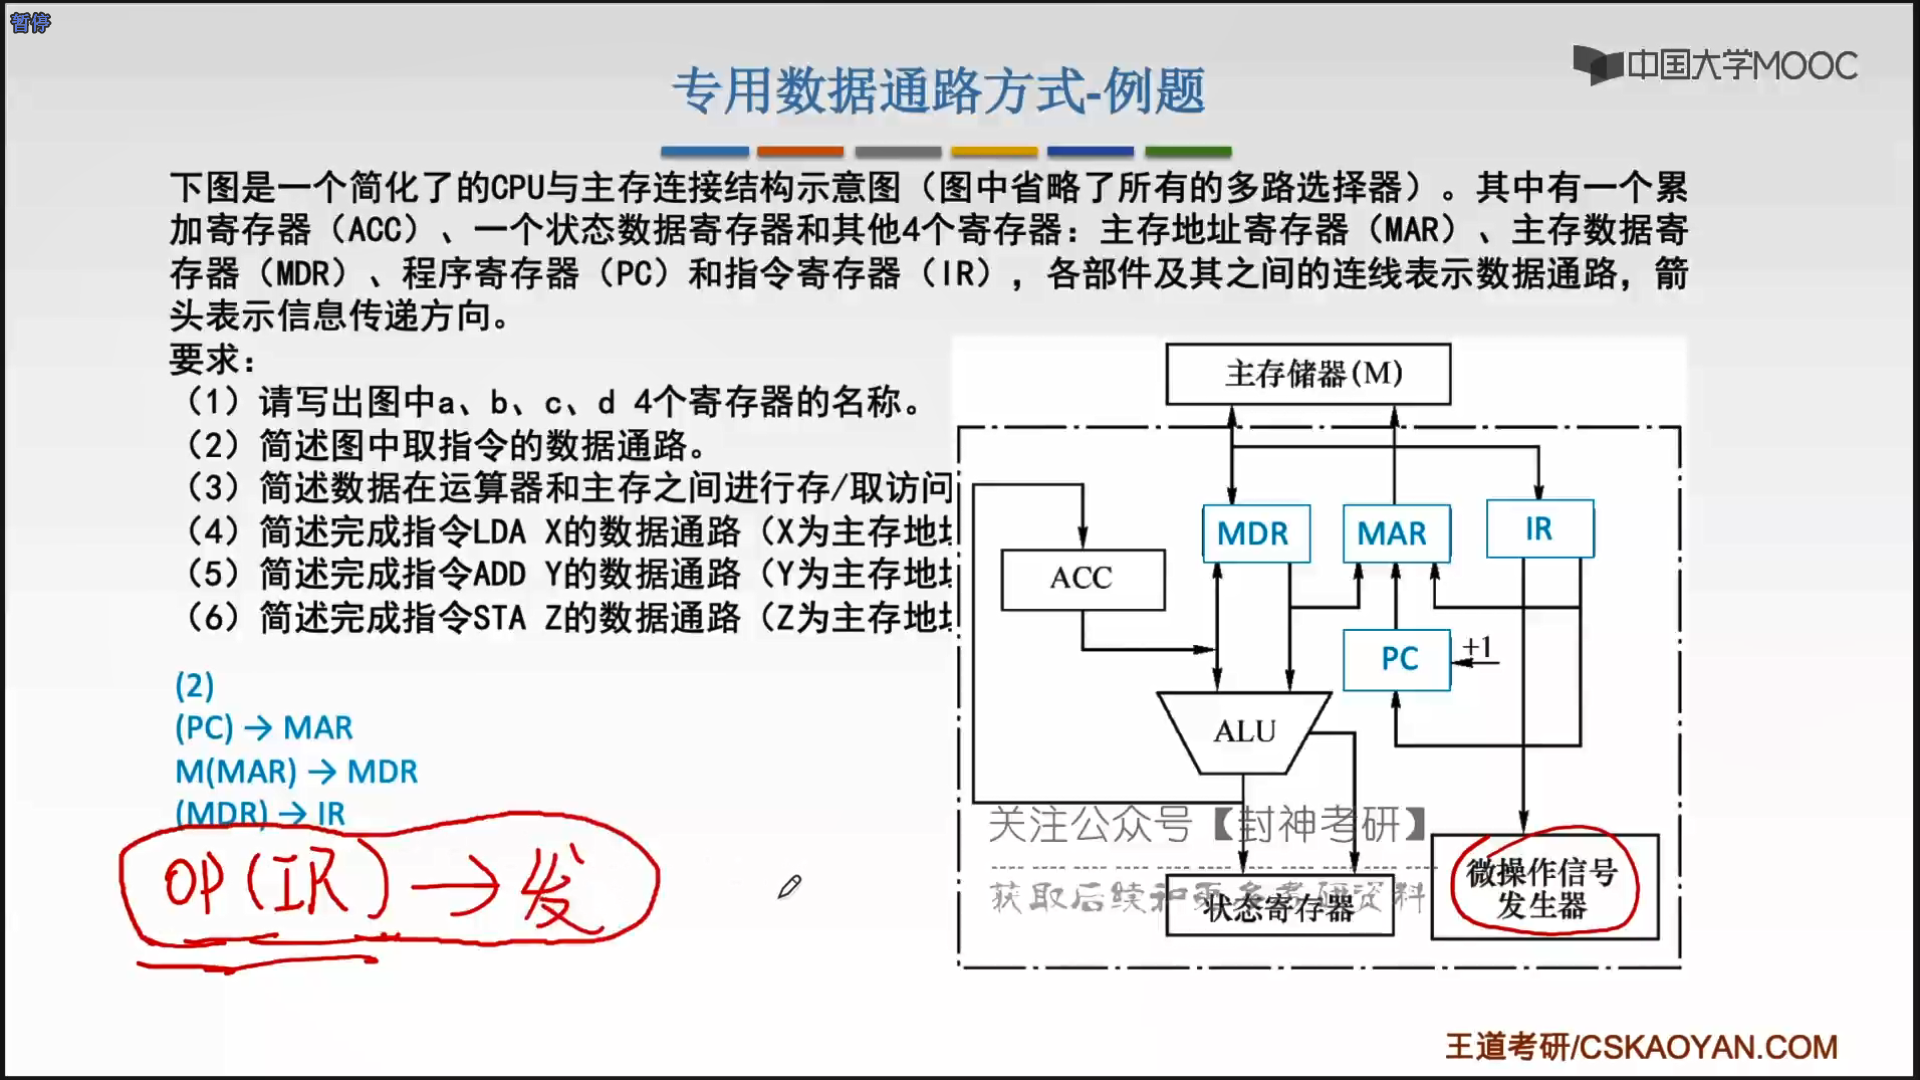 暂停
中国大学MOOC
专用数据通路方式-例题
下图是一个简化了的CPU与主存连接结构示意图（图中省略了所有的多路选择器）。其中有一个累
加寄存器（ACC）、一个状态数据寄存器和其他4个寄存器：主存地址寄存器（MAR）、主存数据寄
存器（MDR）、程序寄存器（PC）和指令寄存器（IR），各部件及其之间的连线表示数据通路，箭
头表示信息传递方向。
要求：
（1）请写出图中a、b、c、d 4个寄存器的名称。
（2）简述图中取指令的数据通路。
（3）简述数据在运算器和主存之间进行存/取访问
（4）简述完成指令LDA X的数据通路（X为主存地
（5）简述完成指令ADD Y的数据通路（Y为主存地
（6）简述完成指令STA Z的数据通路（Z为主存地
主存储器(M)
MDR
MAR
IR
ACC
PC
+1
ALU
状态寄存器
微操作信号
发生器
关注公众号【封神考研】
获取后续和更多考研资料
(2)
(PC) → MAR
M(MAR) → MDR
(MDR) → IR
OP(IR) → 发
王道考研/CSKAOYAN.COM